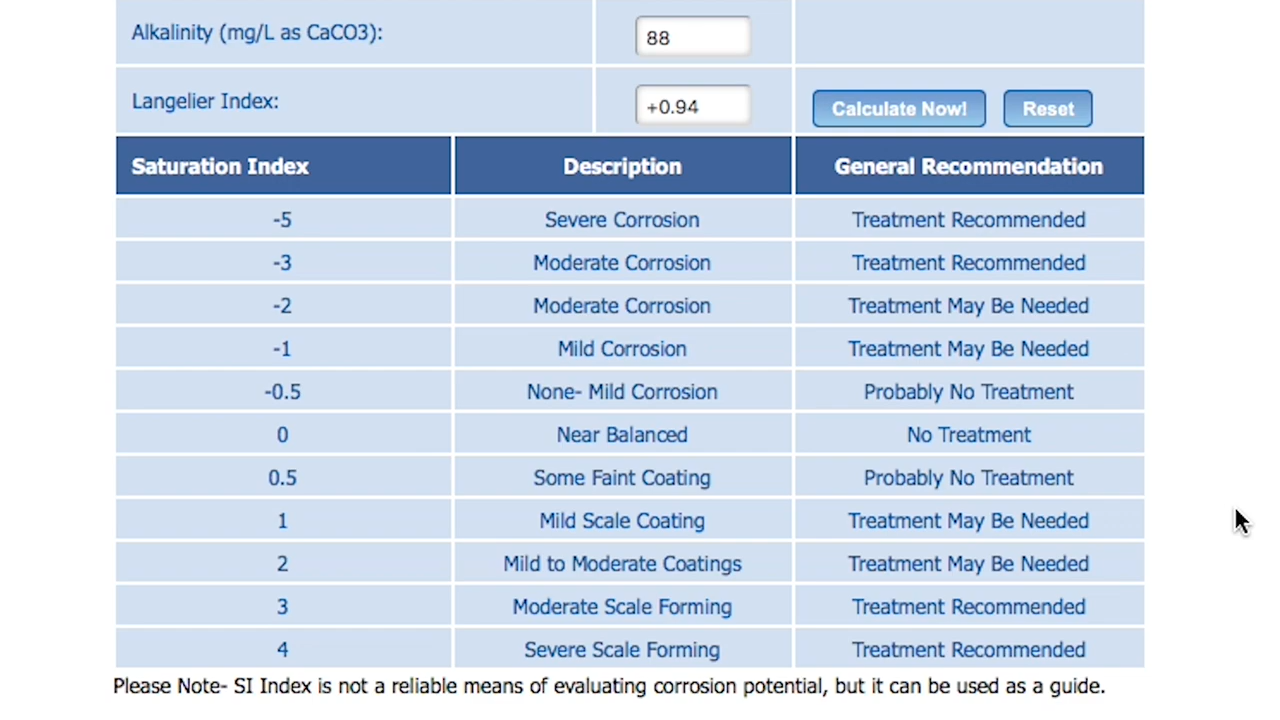 Alkalinity (mg/L as CaCO3): 88
Langelier Index: +0.94 Calculate Now! Reset
Saturation Index Description General Recommendation
-5 Severe Corrosion Treatment Recommended
-3 Moderate Corrosion Treatment Recommended
-2 Moderate Corrosion Treatment May Be Needed
-1 Mild Corrosion Treatment May Be Needed
-0.5 None- Mild Corrosion Probably No Treatment
0 Near Balanced No Treatment
0.5 Some Faint Coating Probably No Treatment
1 Mild Scale Coating Treatment May Be Needed
2 Mild to Moderate Coatings Treatment May Be Needed
3 Moderate Scale Forming Treatment Recommended
4 Severe Scale Forming Treatment Recommended
Please Note- SI Index is not a reliable means of evaluating corrosion potential, but it can be used as a guide.